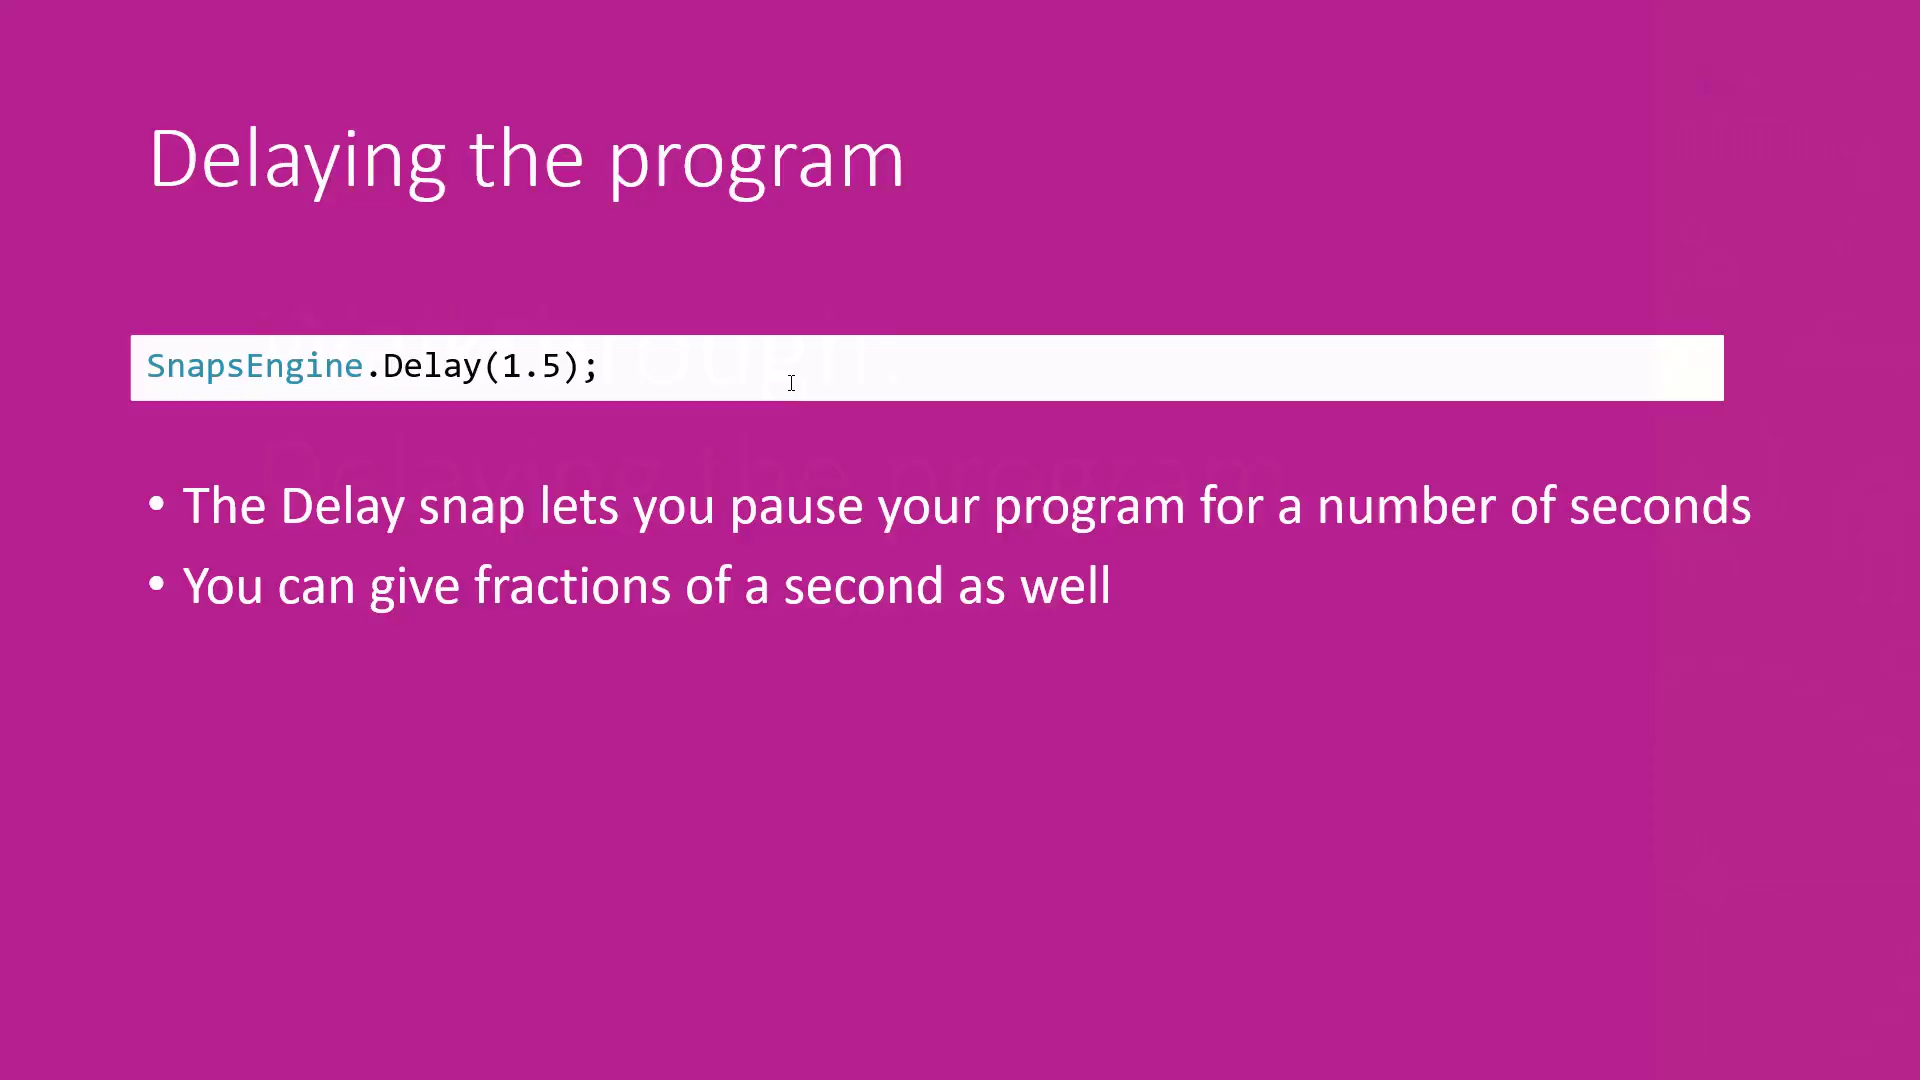 Delaying the program
SnapsEngine.Delay(1.5);
• The Delay snap lets you pause your program for a number of seconds
• You can give fractions of a second as well